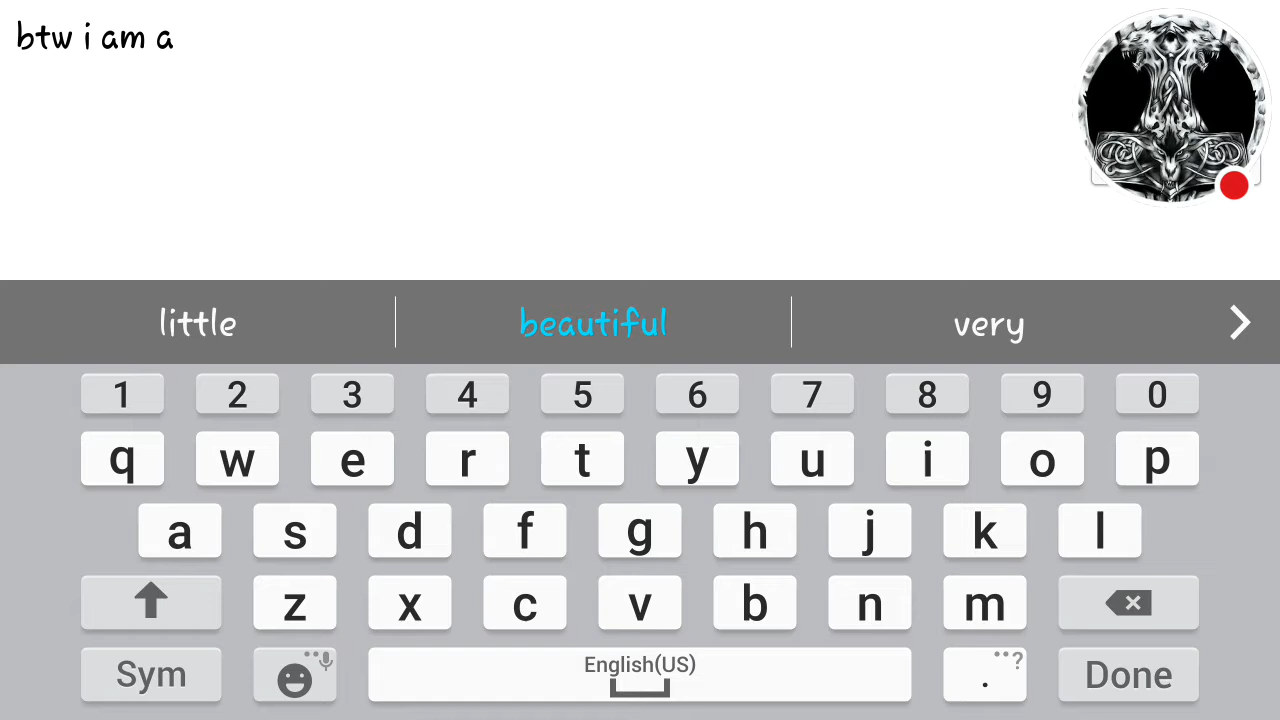 btw i am a
little beautiful very
1 2 3 4 5 6 7 8 9 0
q w e r t y u i o p
a s d f g h j k l
z x c v b n m
Sym English(US) . ? Done